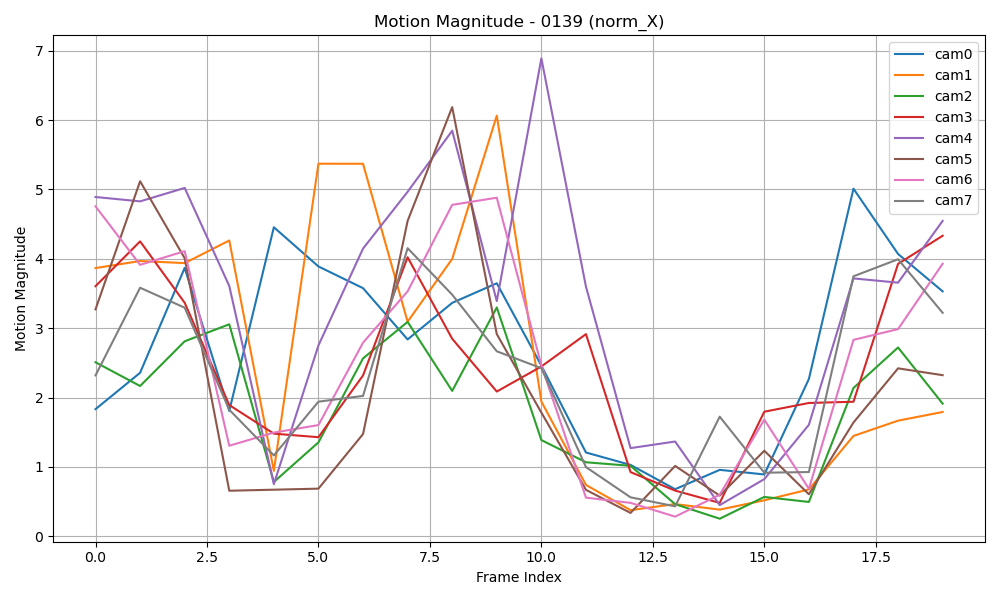 Motion Magnitude - 0139 (norm_X)
7
6
5
4
3
2
1
0
Motion Magnitude
0.0 2.5 5.0 7.5 10.0 12.5 15.0 17.5
Frame Index
cam0
cam1
cam2
cam3
cam4
cam5
cam6
cam7